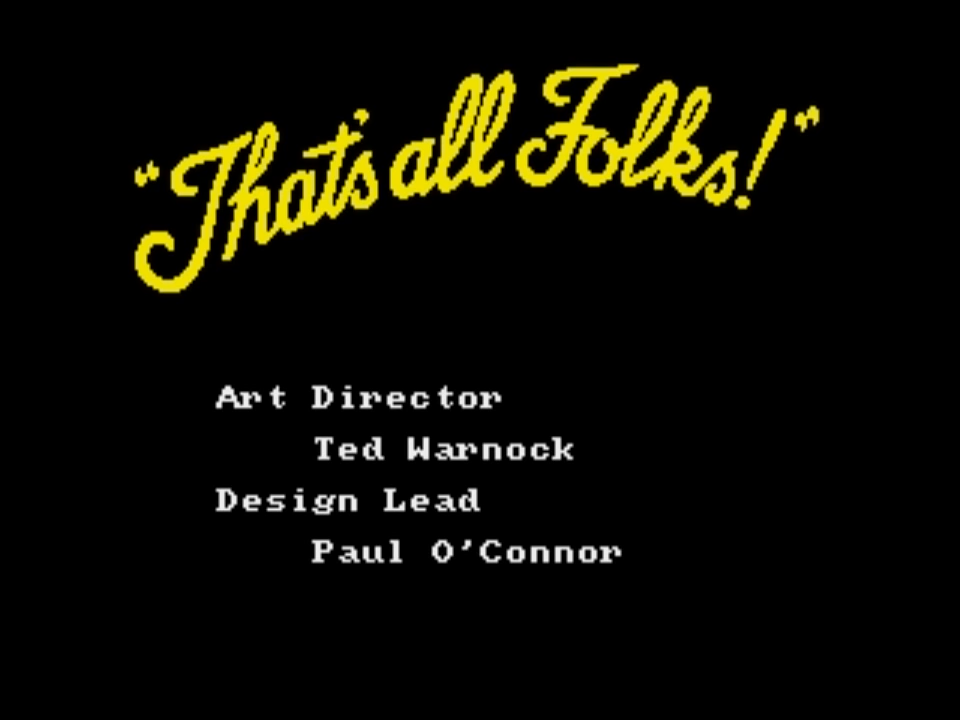 “That's all Folks!”
Art Director
Ted Warnock
Design Lead
Paul O'Connor